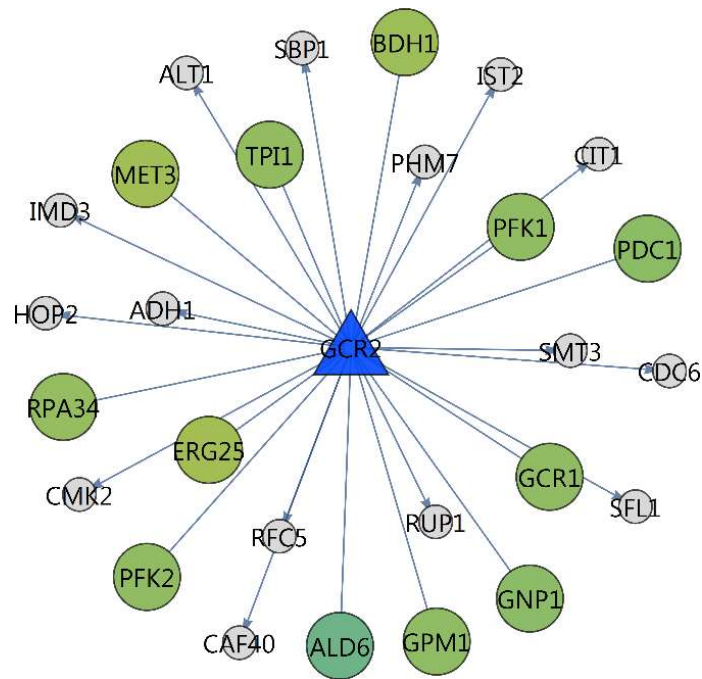 BDH1
SBP1
ALT1
IST2
TPI1
PHM7
CIT1
MET3
IMD3
PFK1
PDC1
HOP2
ADH1
GCR2
SMT3
CDC6
RPA34
ERG25
CMK2
GCR1
SFL1
RFC5
RUP1
PFK2
GNP1
CAF40
ALD6
GPM1